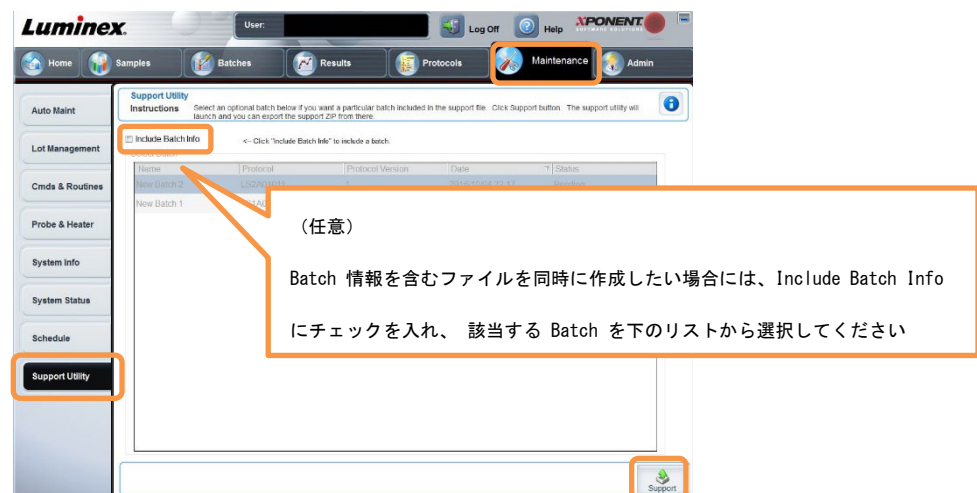 Luminex.
User:
Log Off
Help
XPONENT
SOFTWARE SOLUTIONS
Home
Samples
Batches
Results
Protocols
Maintenance
Admin
Auto Maint
Lot Management
Cmds & Routines
Probe & Heater
System Info
System Status
Schedule
Support Utility
Support Utility
Instructions Select an optional batch below if you want a particular batch included in the support file. Click Support button. The support utility will
launch and you can export the support ZIP from there.
Include Batch Info <-- Click "Include Batch Info" to include a batch.
Select Batch
Name Protocol Protocol Version Date Status
New Batch 2 Pending
New Batch 1
（任意）
Batch 情報を含むファイルを同時に作成したい場合には、Include Batch Info
にチェックを入れ、 該当する Batch を下のリストから選択してください
Support